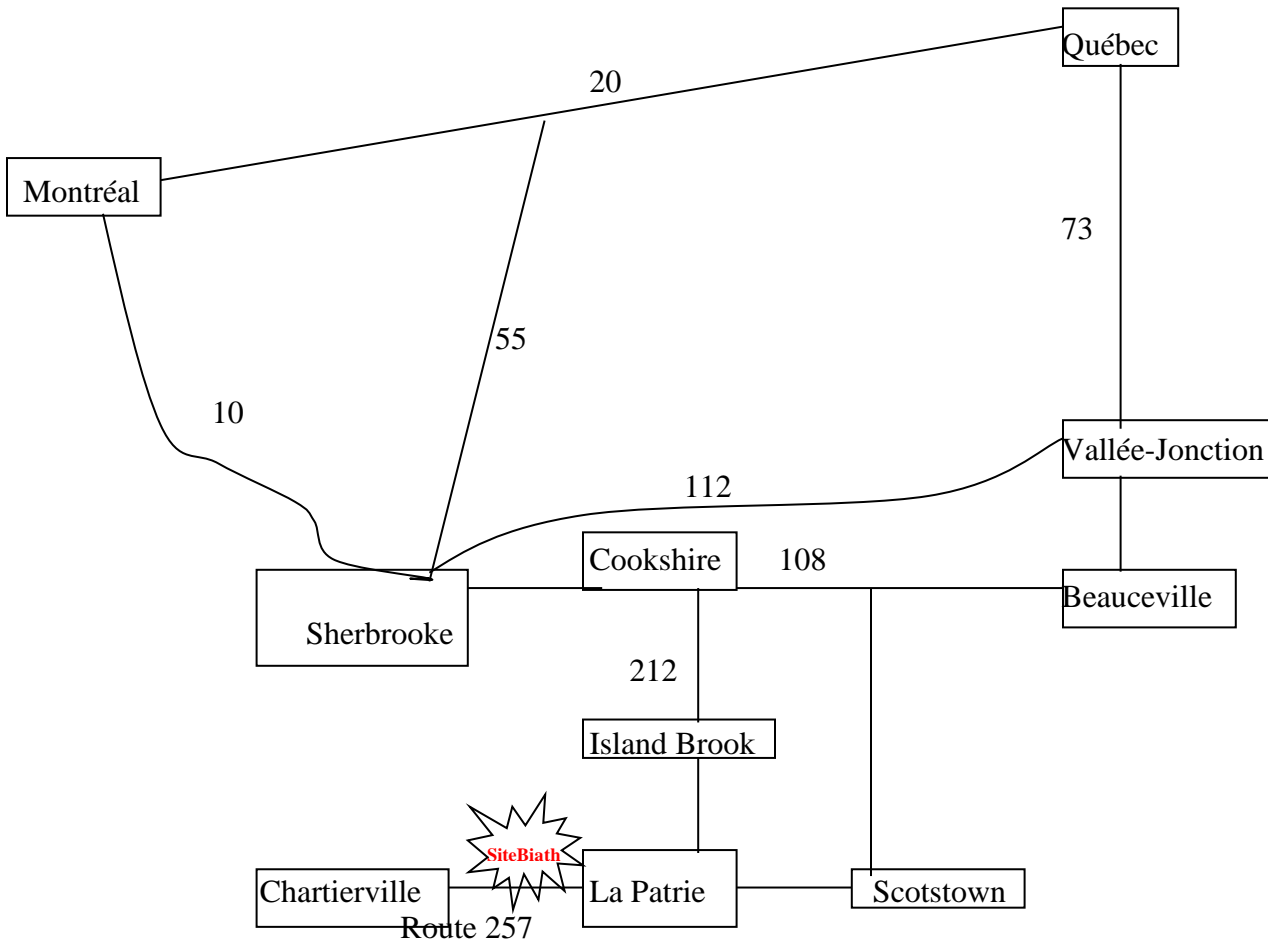 Québec
20
Montréal
73
55
10
Vallée-Jonction
112
Cookshire
108
Beauceville
Sherbrooke
212
Island Brook
SiteBiath
Chartierville
La Patrie
Scotstown
Route 257